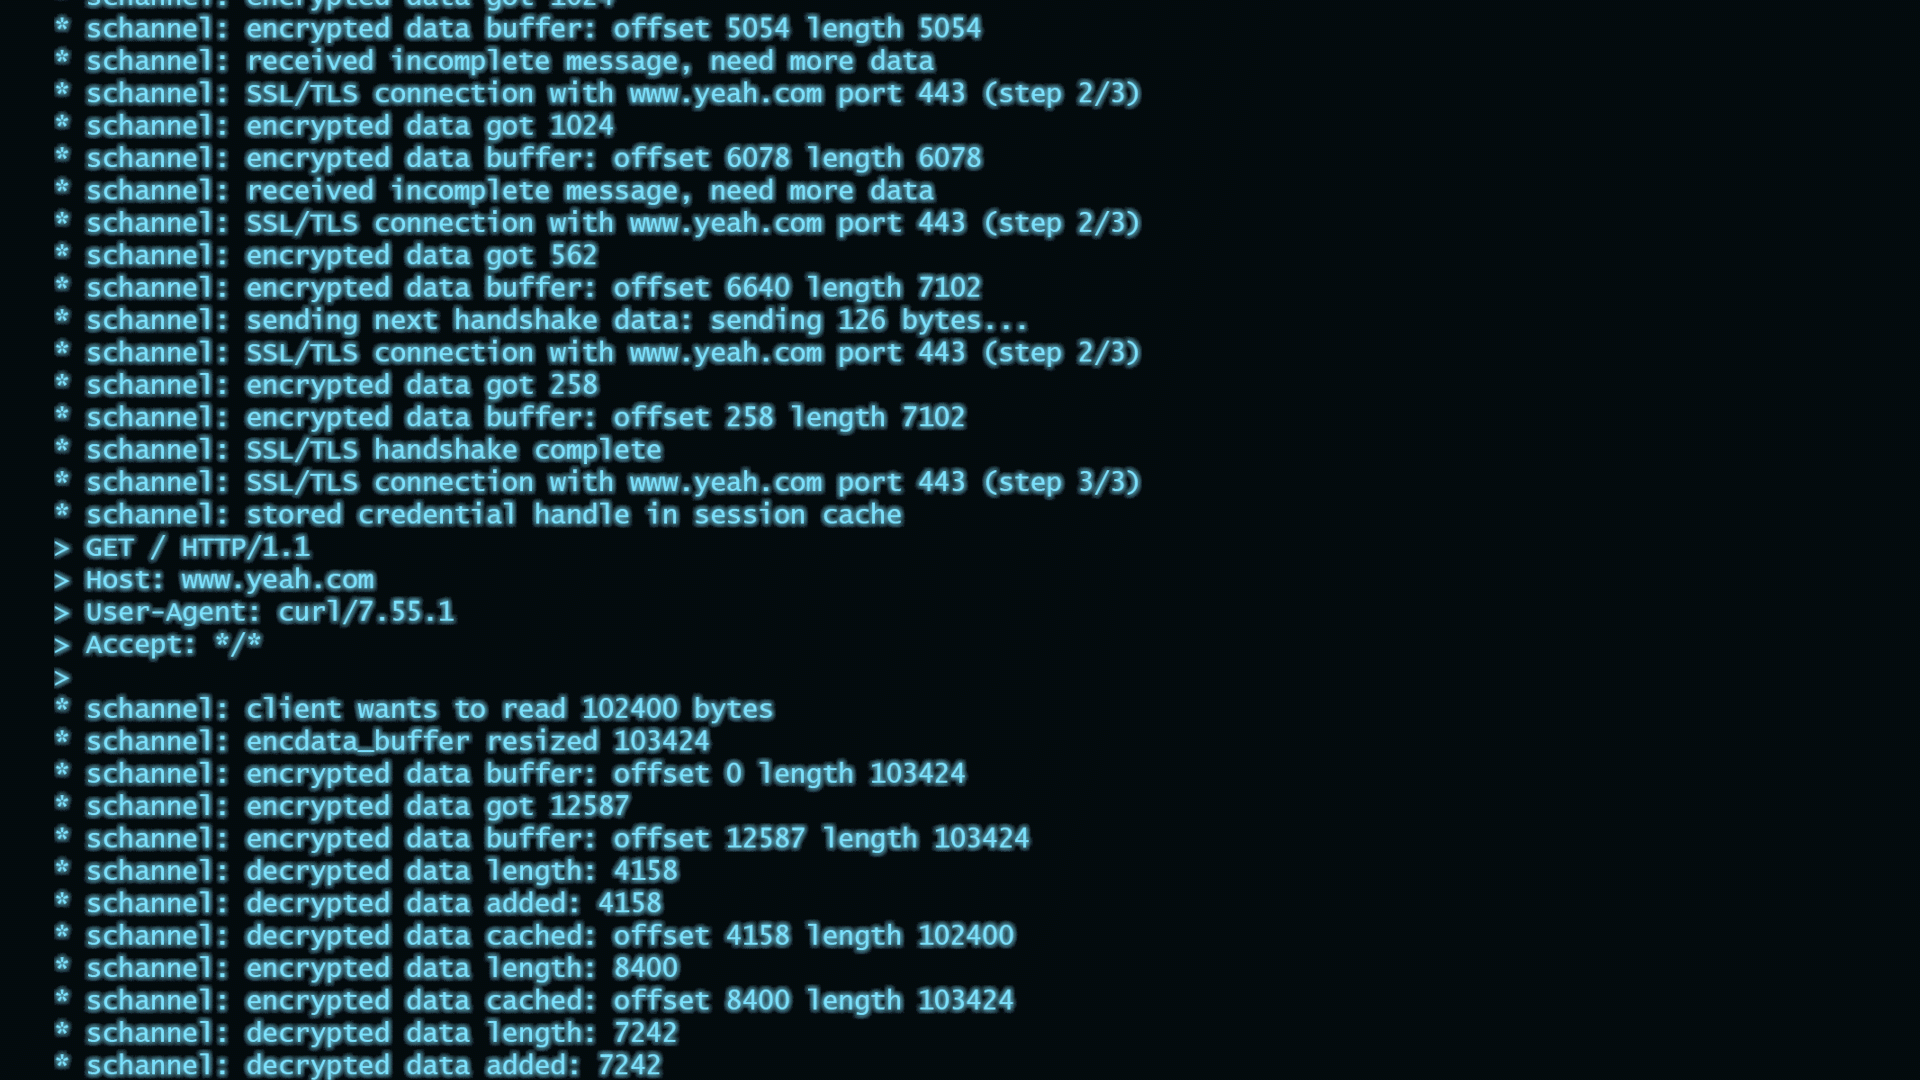 * schannel: encrypted data got 1024
* schannel: encrypted data buffer: offset 5054 length 5054
* schannel: received incomplete message, need more data
* schannel: SSL/TLS connection with www.yeah.com port 443 (step 2/3)
* schannel: encrypted data got 1024
* schannel: encrypted data buffer: offset 6078 length 6078
* schannel: received incomplete message, need more data
* schannel: SSL/TLS connection with www.yeah.com port 443 (step 2/3)
* schannel: encrypted data got 562
* schannel: encrypted data buffer: offset 6640 length 7102
* schannel: sending next handshake data: sending 126 bytes...
* schannel: SSL/TLS connection with www.yeah.com port 443 (step 2/3)
* schannel: encrypted data got 258
* schannel: encrypted data buffer: offset 258 length 7102
* schannel: SSL/TLS handshake complete
* schannel: SSL/TLS connection with www.yeah.com port 443 (step 3/3)
* schannel: stored credential handle in session cache
> GET / HTTP/1.1
> Host: www.yeah.com
> User-Agent: curl/7.55.1
> Accept: */*
>
* schannel: client wants to read 102400 bytes
* schannel: encdata_buffer resized 103424
* schannel: encrypted data buffer: offset 0 length 103424
* schannel: encrypted data got 12587
* schannel: encrypted data buffer: offset 12587 length 103424
* schannel: decrypted data length: 4158
* schannel: decrypted data added: 4158
* schannel: decrypted data cached: offset 4158 length 102400
* schannel: encrypted data length: 8400
* schannel: encrypted data cached: offset 8400 length 103424
* schannel: decrypted data length: 7242
* schannel: decrypted data added: 7242